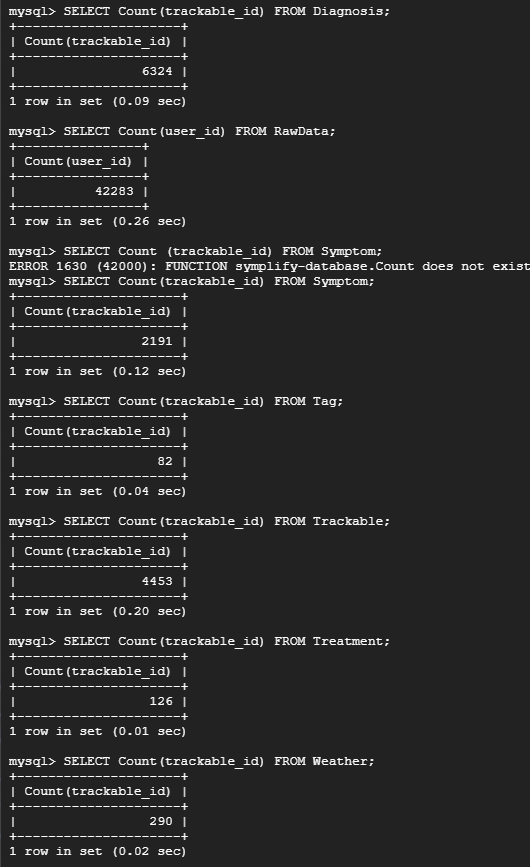 mysql> SELECT Count(trackable_id) FROM Diagnosis;
+---------------------+
| Count(trackable_id) |
+---------------------+
|                6324 |
+---------------------+
1 row in set (0.09 sec)

mysql> SELECT Count(user_id) FROM RawData;
+----------------+
| Count(user_id) |
+----------------+
|          42283 |
+----------------+
1 row in set (0.26 sec)

mysql> SELECT Count (trackable_id) FROM Symptom;
ERROR 1630 (42000): FUNCTION symplify-database.Count does not exist
mysql> SELECT Count(trackable_id) FROM Symptom;
+---------------------+
| Count(trackable_id) |
+---------------------+
|                2191 |
+---------------------+
1 row in set (0.12 sec)

mysql> SELECT Count(trackable_id) FROM Tag;
+---------------------+
| Count(trackable_id) |
+---------------------+
|                  82 |
+---------------------+
1 row in set (0.04 sec)

mysql> SELECT Count(trackable_id) FROM Trackable;
+---------------------+
| Count(trackable_id) |
+---------------------+
|                4453 |
+---------------------+
1 row in set (0.20 sec)

mysql> SELECT Count(trackable_id) FROM Treatment;
+---------------------+
| Count(trackable_id) |
+---------------------+
|                 126 |
+---------------------+
1 row in set (0.01 sec)

mysql> SELECT Count(trackable_id) FROM Weather;
+---------------------+
| Count(trackable_id) |
+---------------------+
|                 290 |
+---------------------+
1 row in set (0.02 sec)